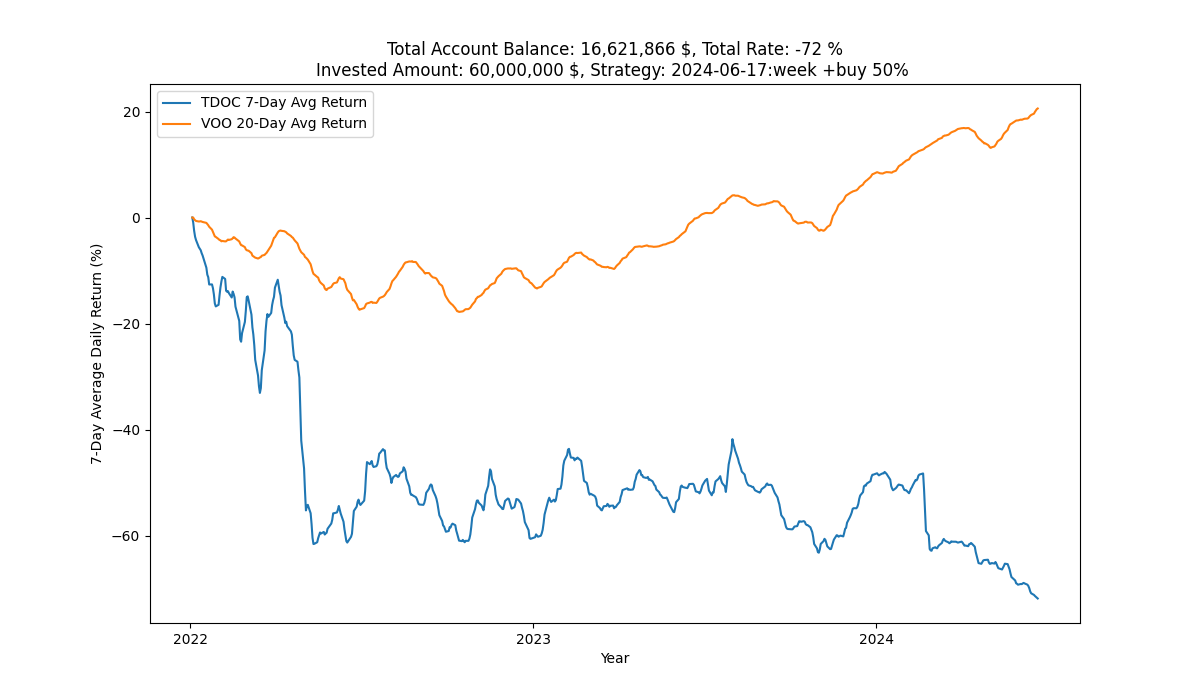 Total Account Balance: 16,621,866 $, Total Rate: -72 %
Invested Amount: 60,000,000 $, Strategy: 2024-06-17:week +buy 50%
TDOC 7-Day Avg Return
VOO 20-Day Avg Return
7-Day Average Daily Return (%)
20
0
−20
−40
−60
2022
2023
2024
Year